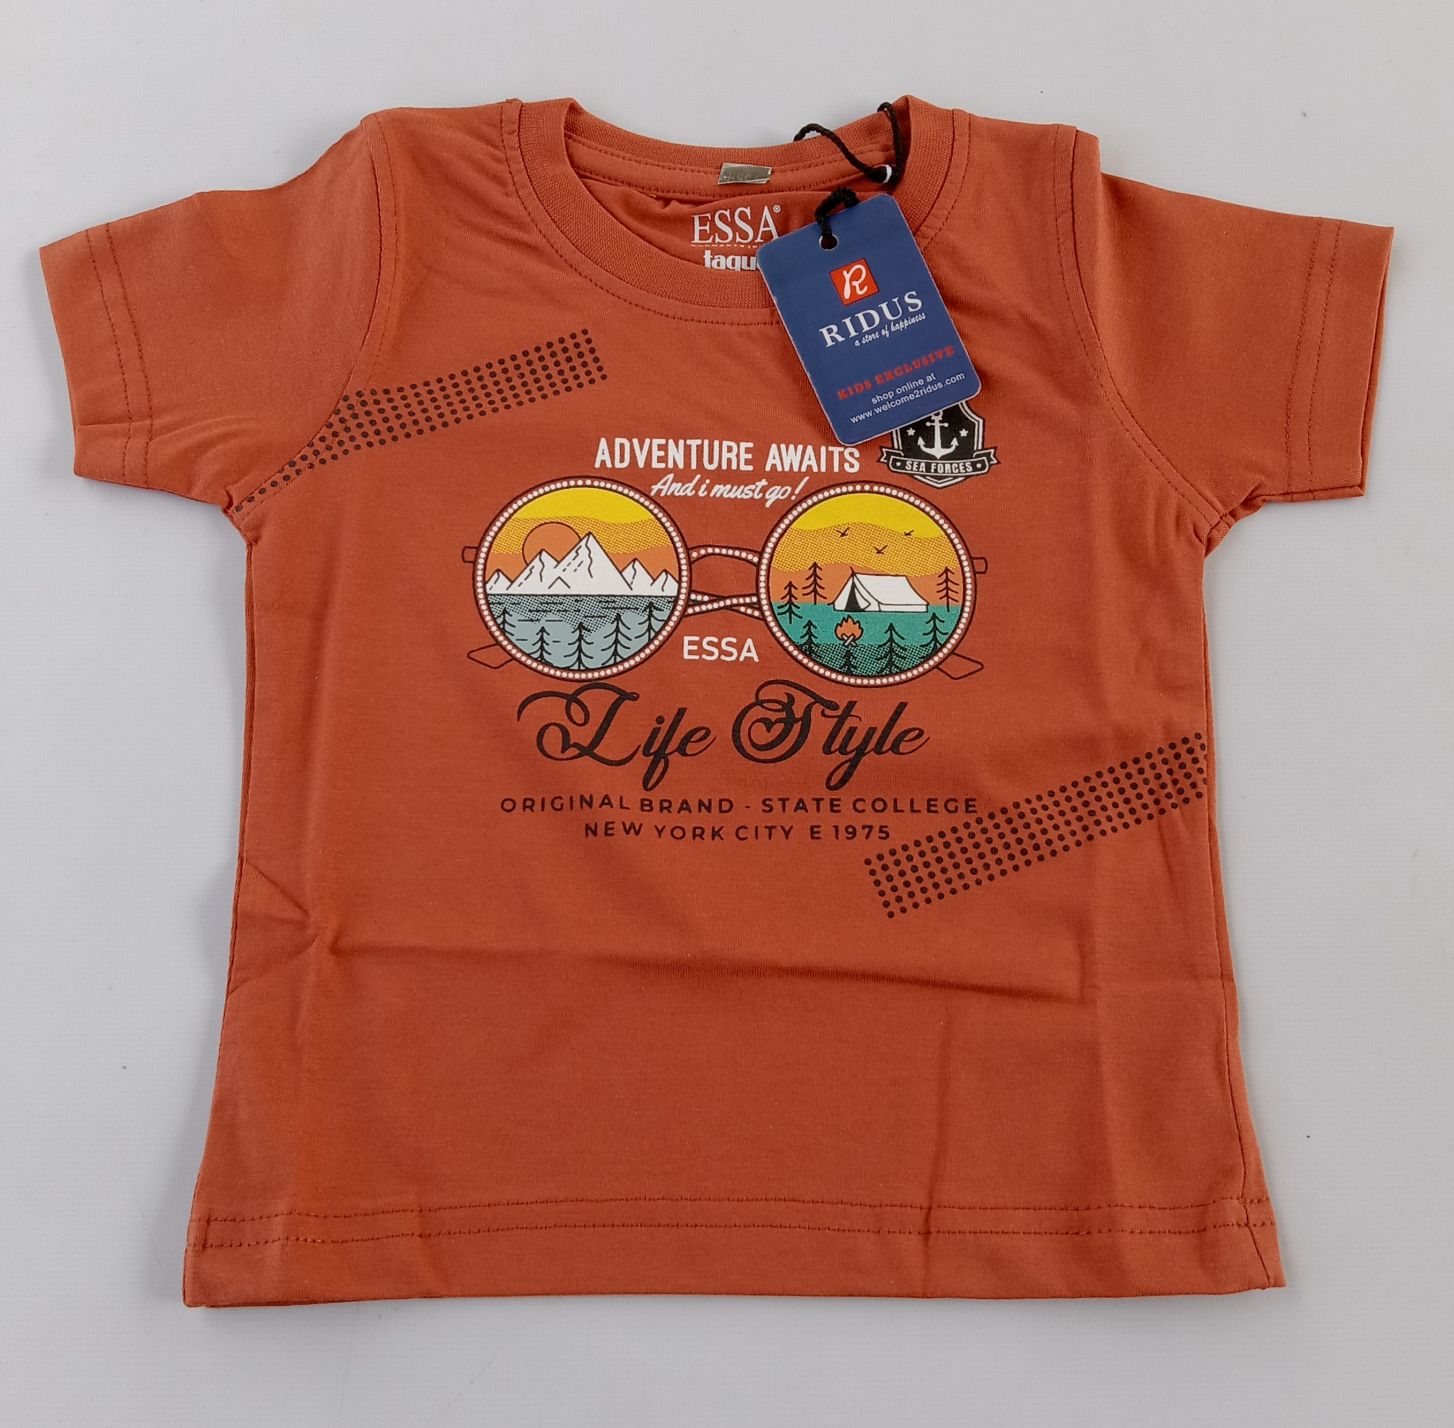 ESSA®
R
RIDUS
a store of happiness
KIDS EXCLUSIVE
shop online at
www.welcome2ridus.com
SEA FORCES
ADVENTURE AWAITS
And i must go!
ESSA
Life Style
ORIGINAL BRAND - STATE COLLEGE
NEW YORK CITY E 1975